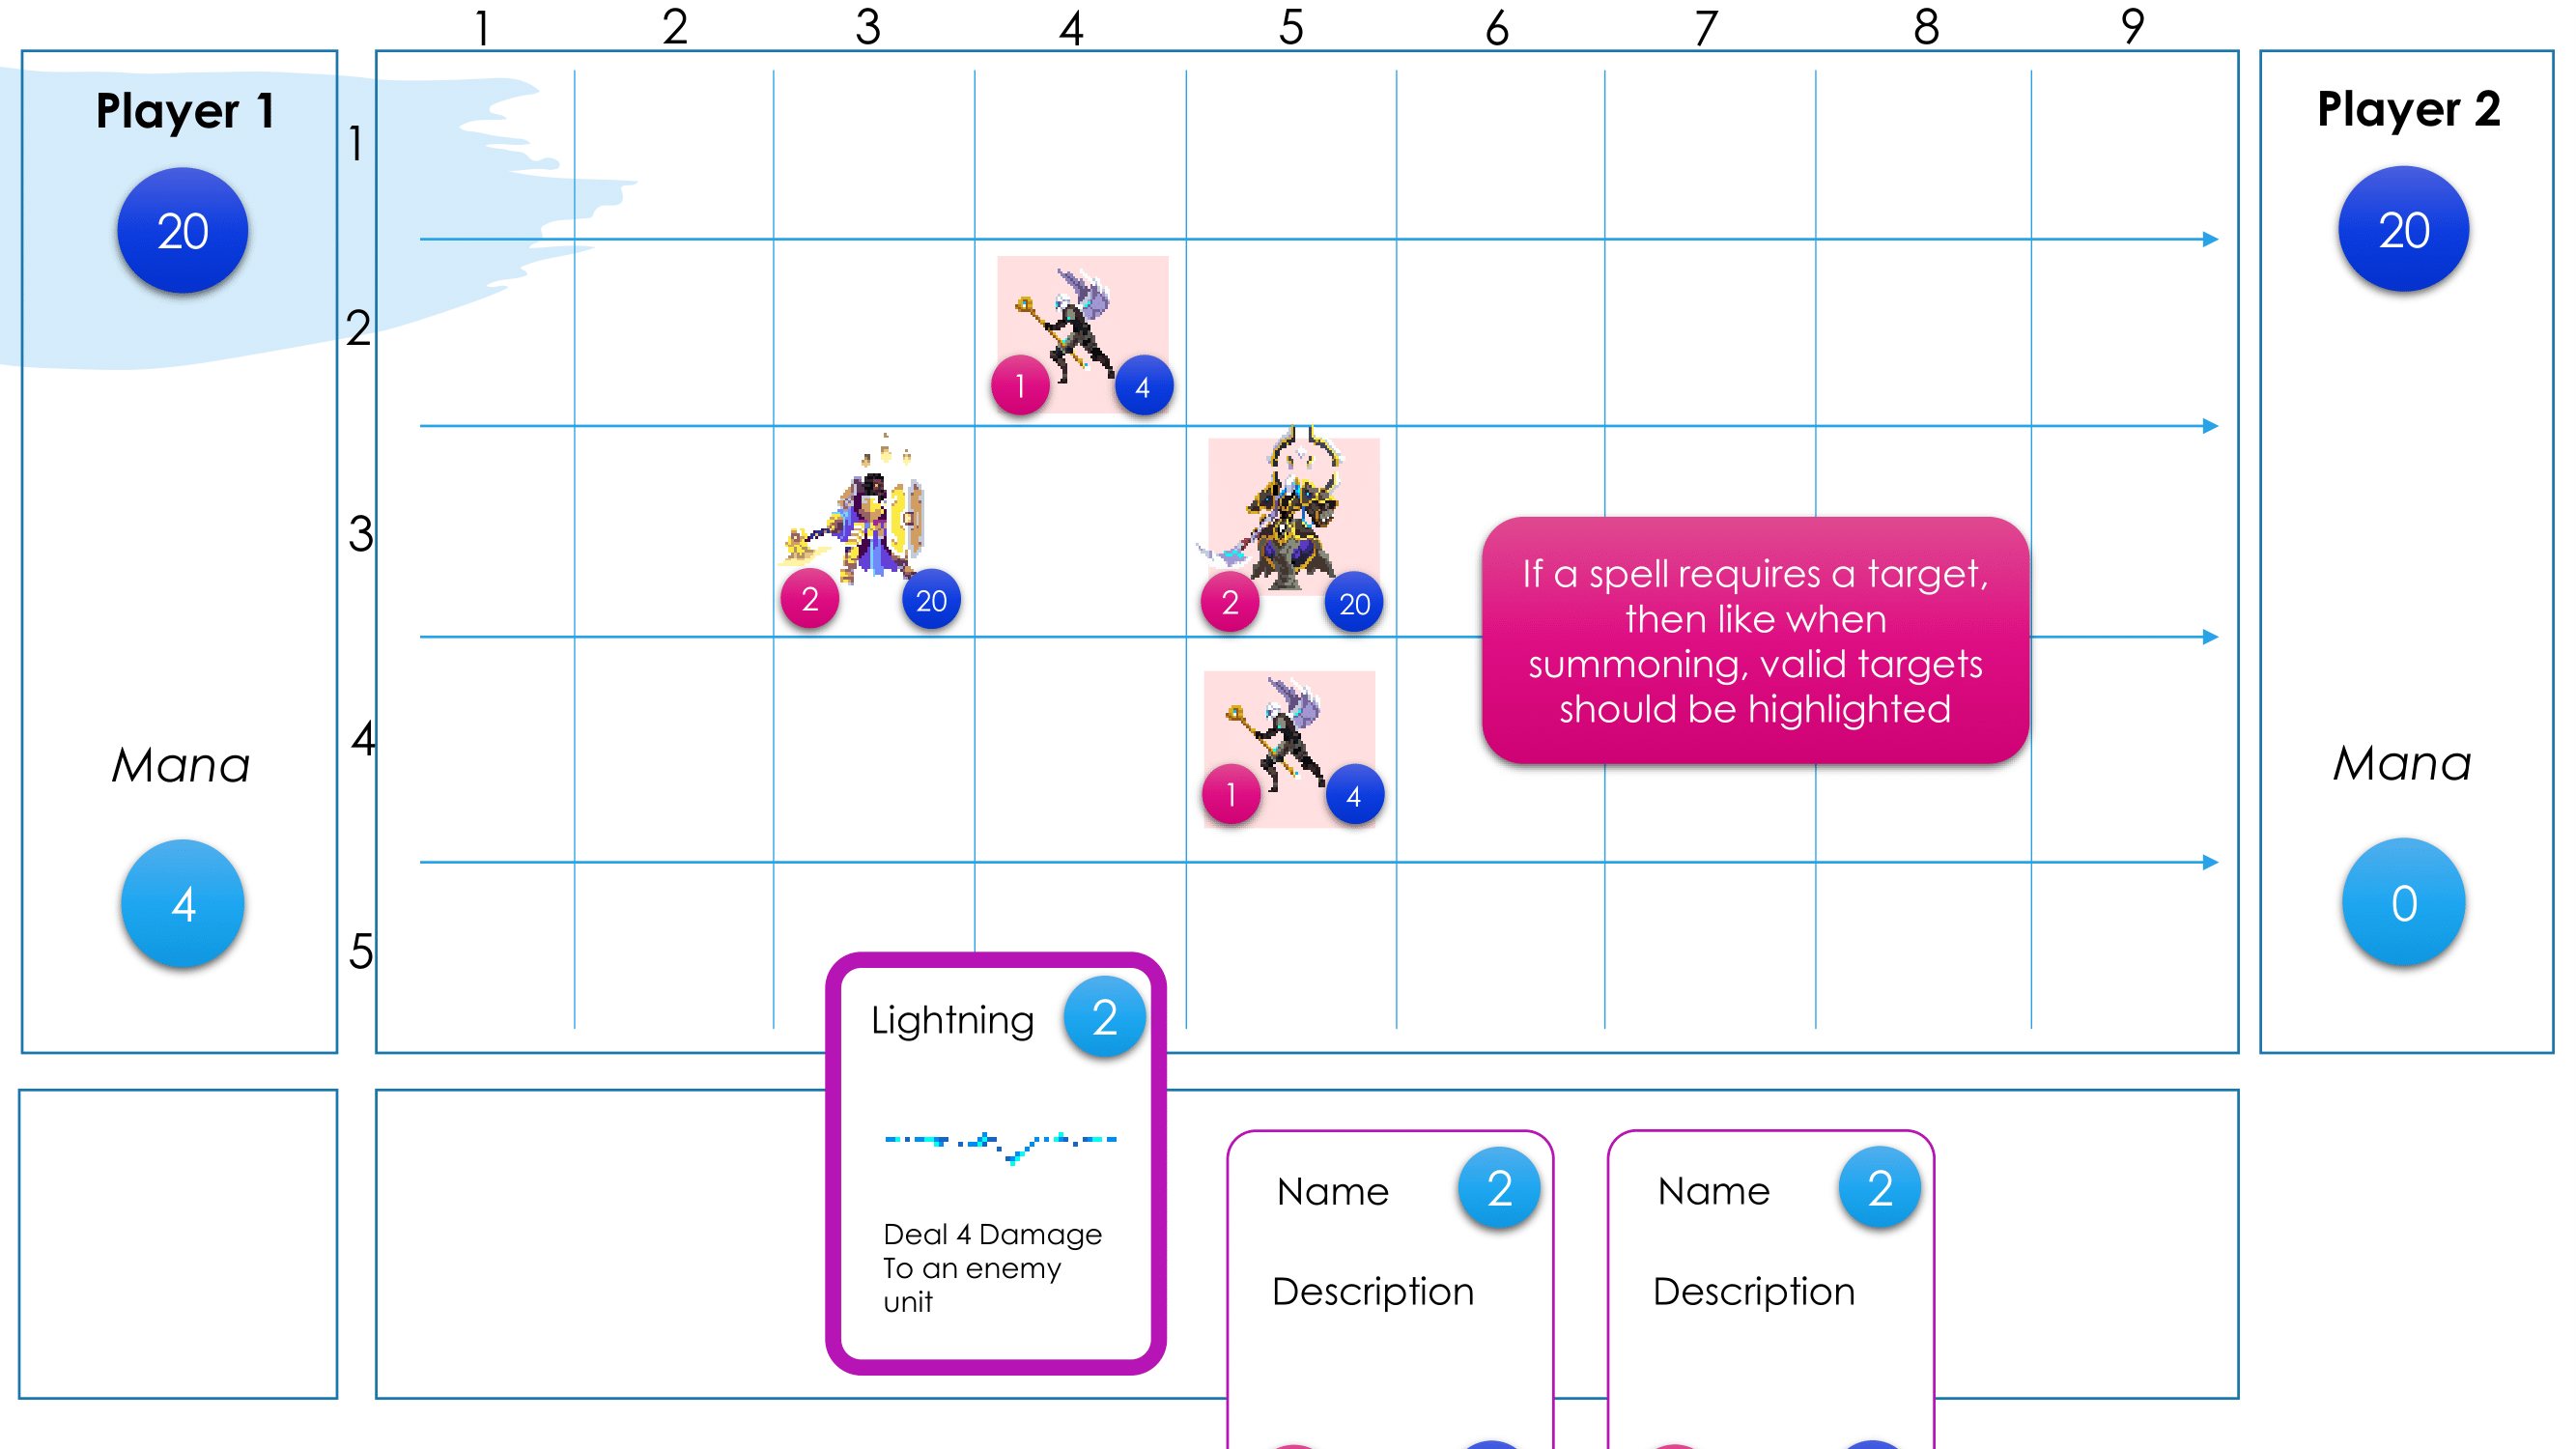 1 2 3 4 5 6 7 8 9
Player 1
Player 2
1
20
20
2
1
4
3
2
20
2
20
If a spell requires a target,
then like when
summoning, valid targets
should be highlighted
4
Mana
Mana
1
4
4
0
5
Lightning
2
Deal 4 Damage
To an enemy
unit
Name
2
Description
Name
2
Description